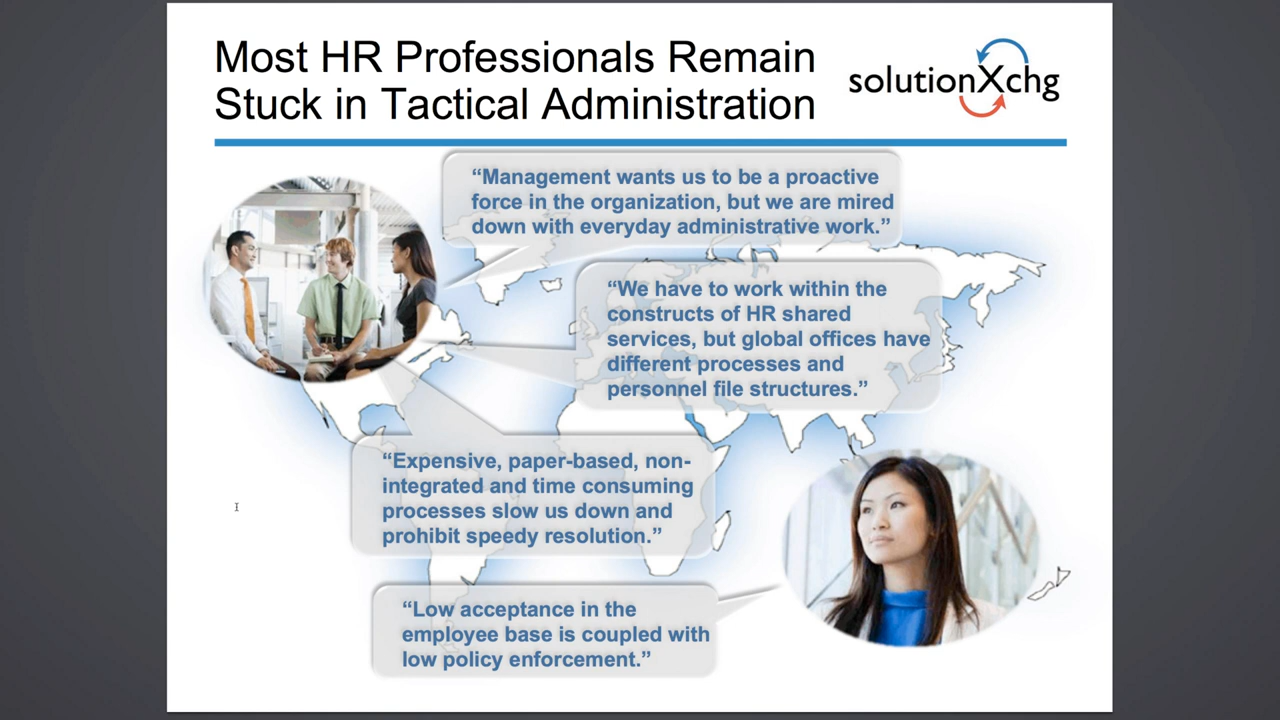 Most HR Professionals Remain
Stuck in Tactical Administration
solutionXchg
“Management wants us to be a proactive
force in the organization, but we are mired
down with everyday administrative work.”
“We have to work within the
constructs of HR shared
services, but global offices have
different processes and
personnel file structures.”
“Expensive, paper-based, non-
integrated and time consuming
processes slow us down and
prohibit speedy resolution.”
“Low acceptance in the
employee base is coupled with
low policy enforcement.”